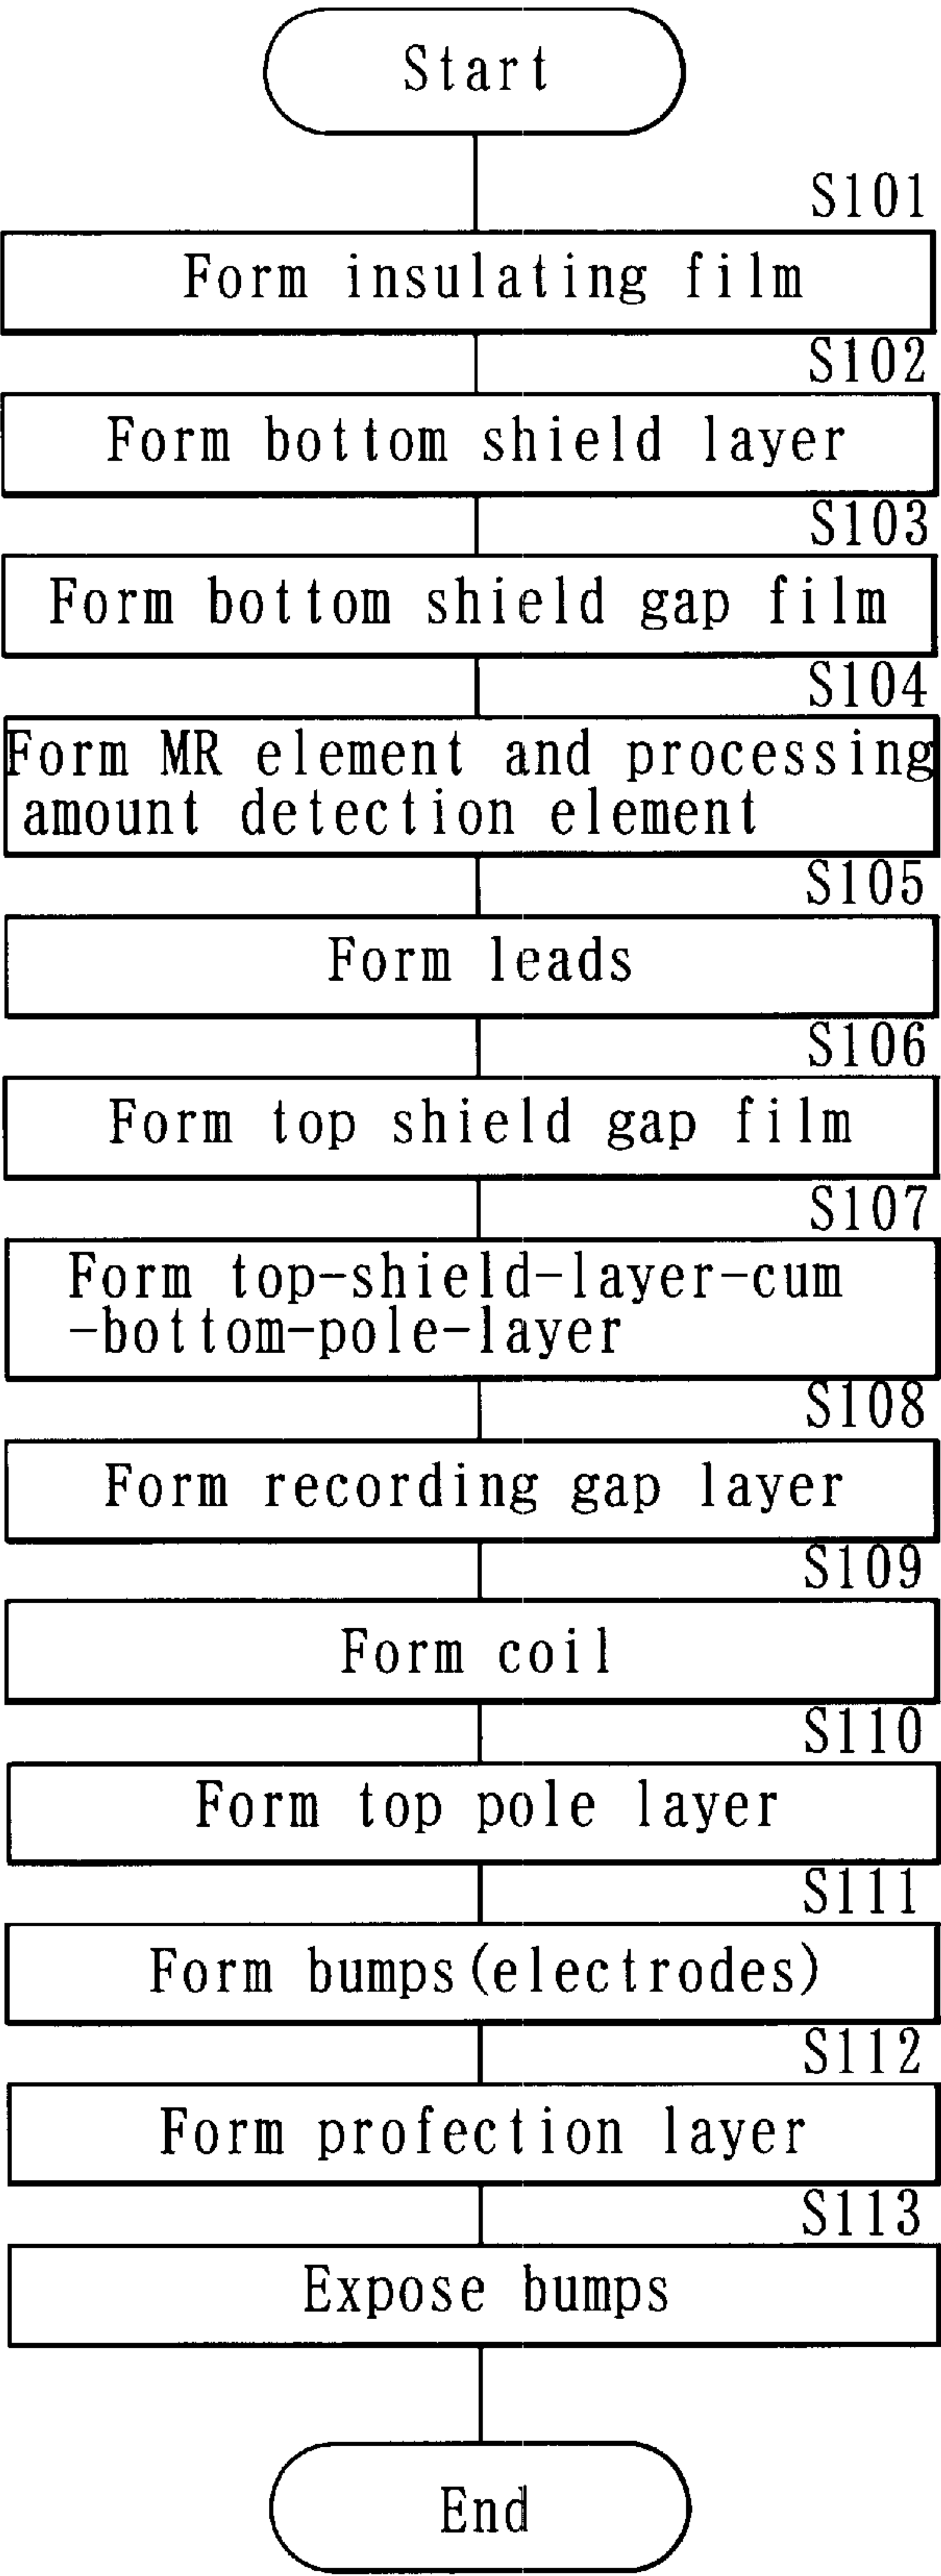 Start
S101
Form insulating film
S102
Form bottom shield layer
S103
Form bottom shield gap film
S104
Form MR element and processing
amount detection element
S105
Form leads
S106
Form top shield gap film
S107
Form top-shield-layer-cum
-bottom-pole-layer
S108
Form recording gap layer
S109
Form coil
S110
Form top pole layer
S111
Form bumps(electrodes)
S112
Form profection layer
S113
Expose bumps
End